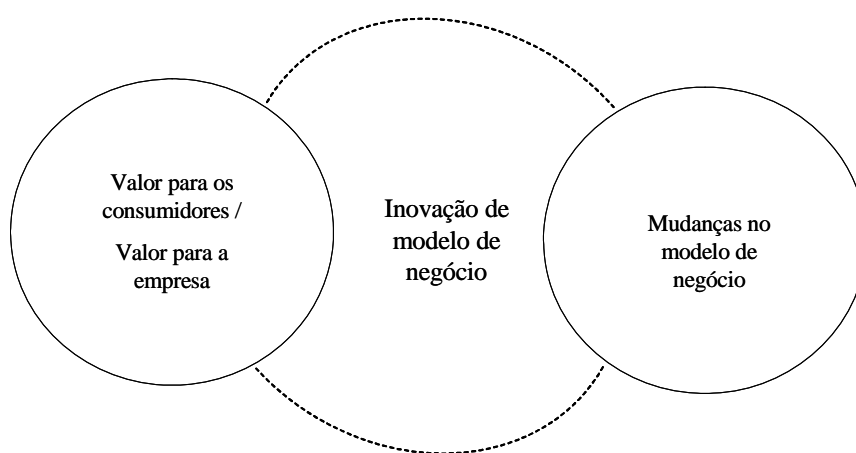 Valor para os
consumidores /
Valor para a
empresa
Inovação de
modelo de
negócio
Mudanças no
modelo de
negócio